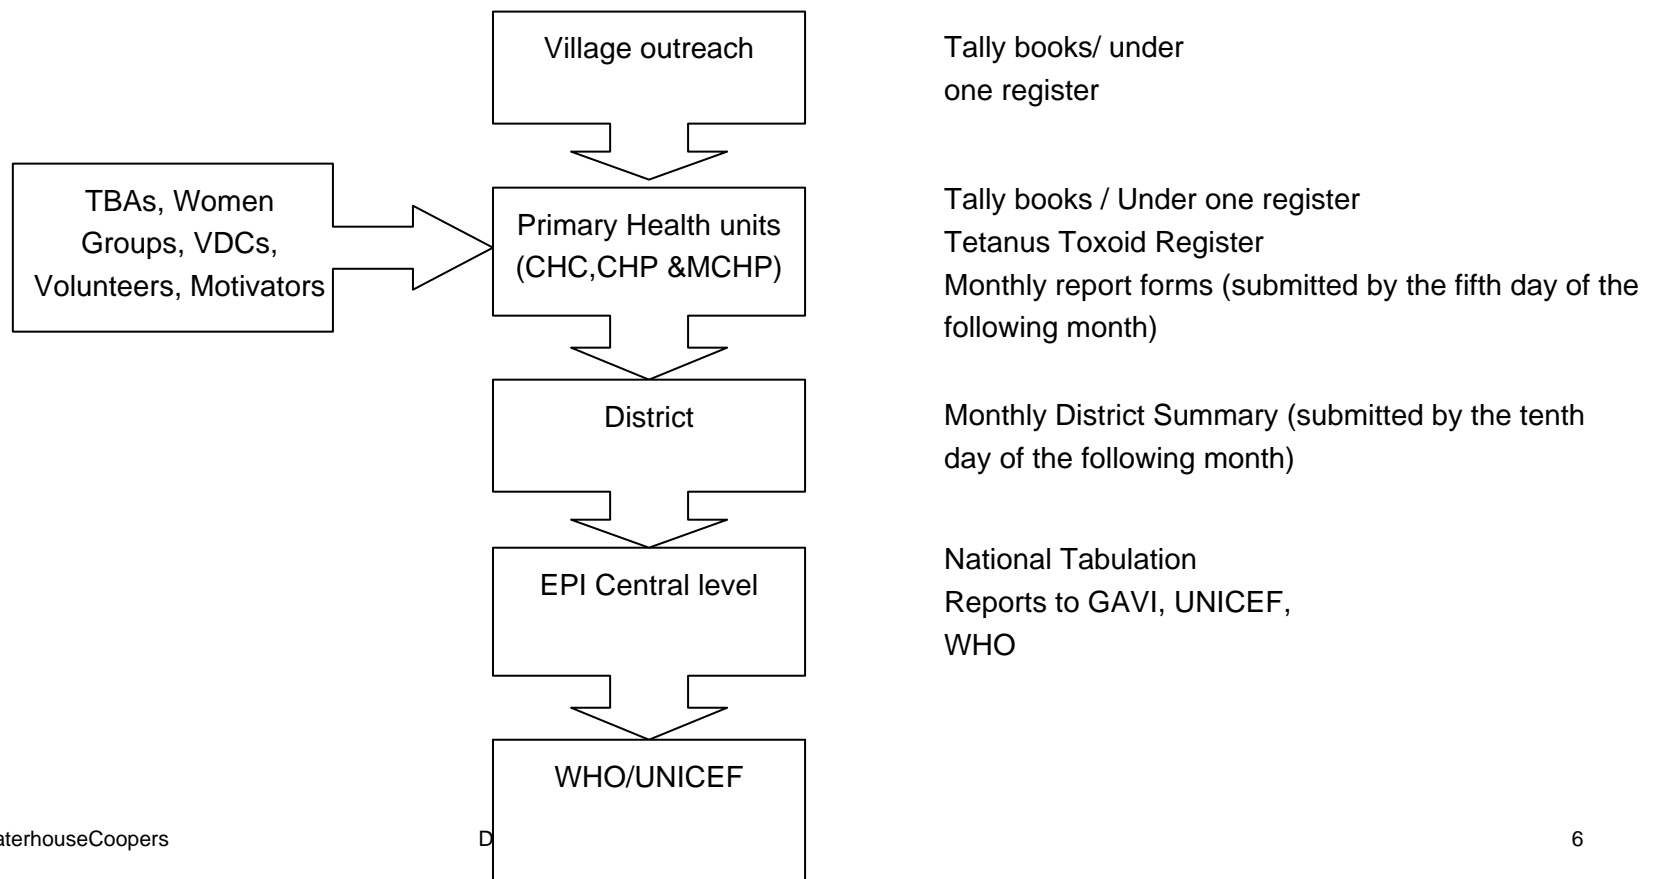 Village outreach
Tally books/ under
one register
TBAs, Women
Groups, VDCs,
Volunteers, Motivators
Primary Health units
(CHC,CHP &MCHP)
Tally books / Under one register
Tetanus Toxoid Register
Monthly report forms (submitted by the fifth day of the
following month)
District
Monthly District Summary (submitted by the tenth
day of the following month)
EPI Central level
National Tabulation
Reports to GAVI, UNICEF,
WHO
WHO/UNICEF
aterhouseCoopers
D
6